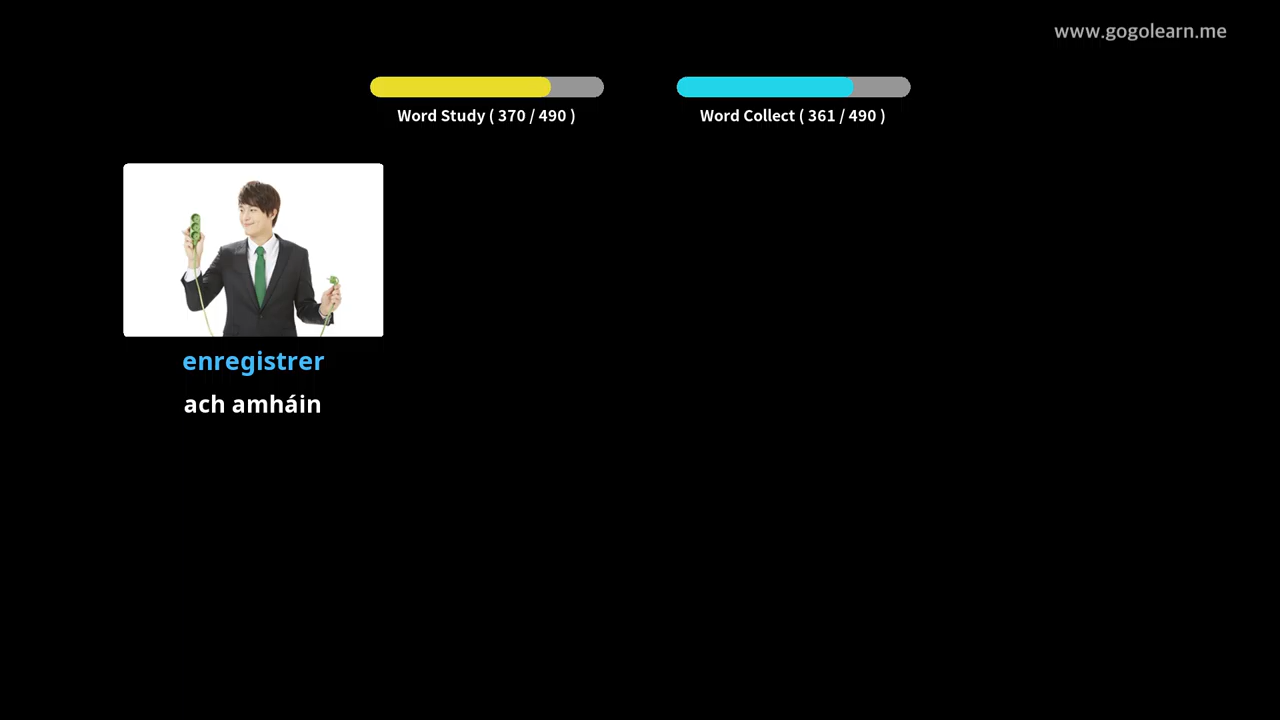 www.gogolearn.me
Word Study ( 370 / 490 )
Word Collect ( 361 / 490 )
enregistrer
ach amháin